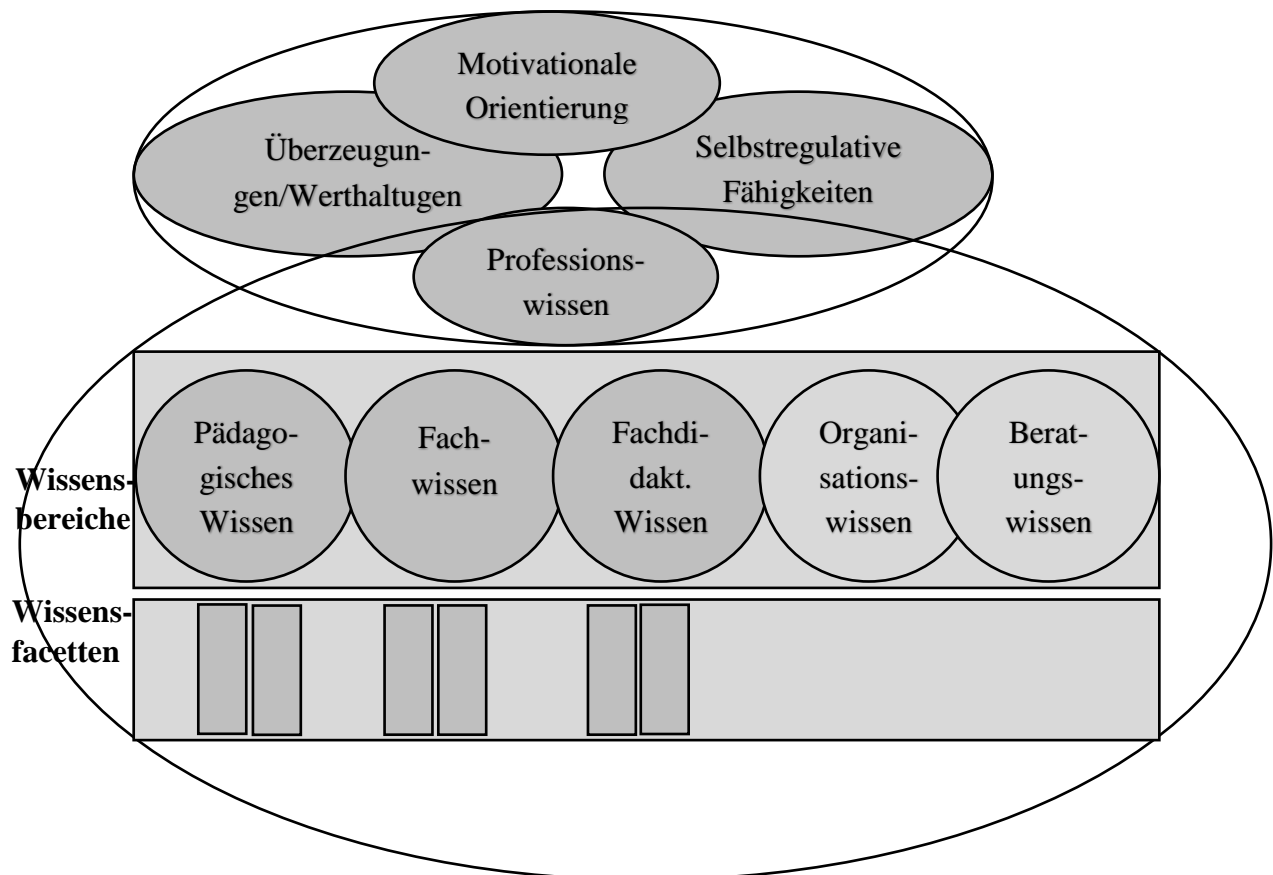 Motivationale
Orientierung
Überzeugun-
gen/Werthaltugen
Selbstregulative
Fähigkeiten
Professions-
wissen
Wissens-
bereiche
Pädago-
gisches
Wissen
Fach-
wissen
Fachdi-
dakt.
Wissen
Organi-
sations-
wissen
Berat-
ungs-
wissen
Wissens-
facetten